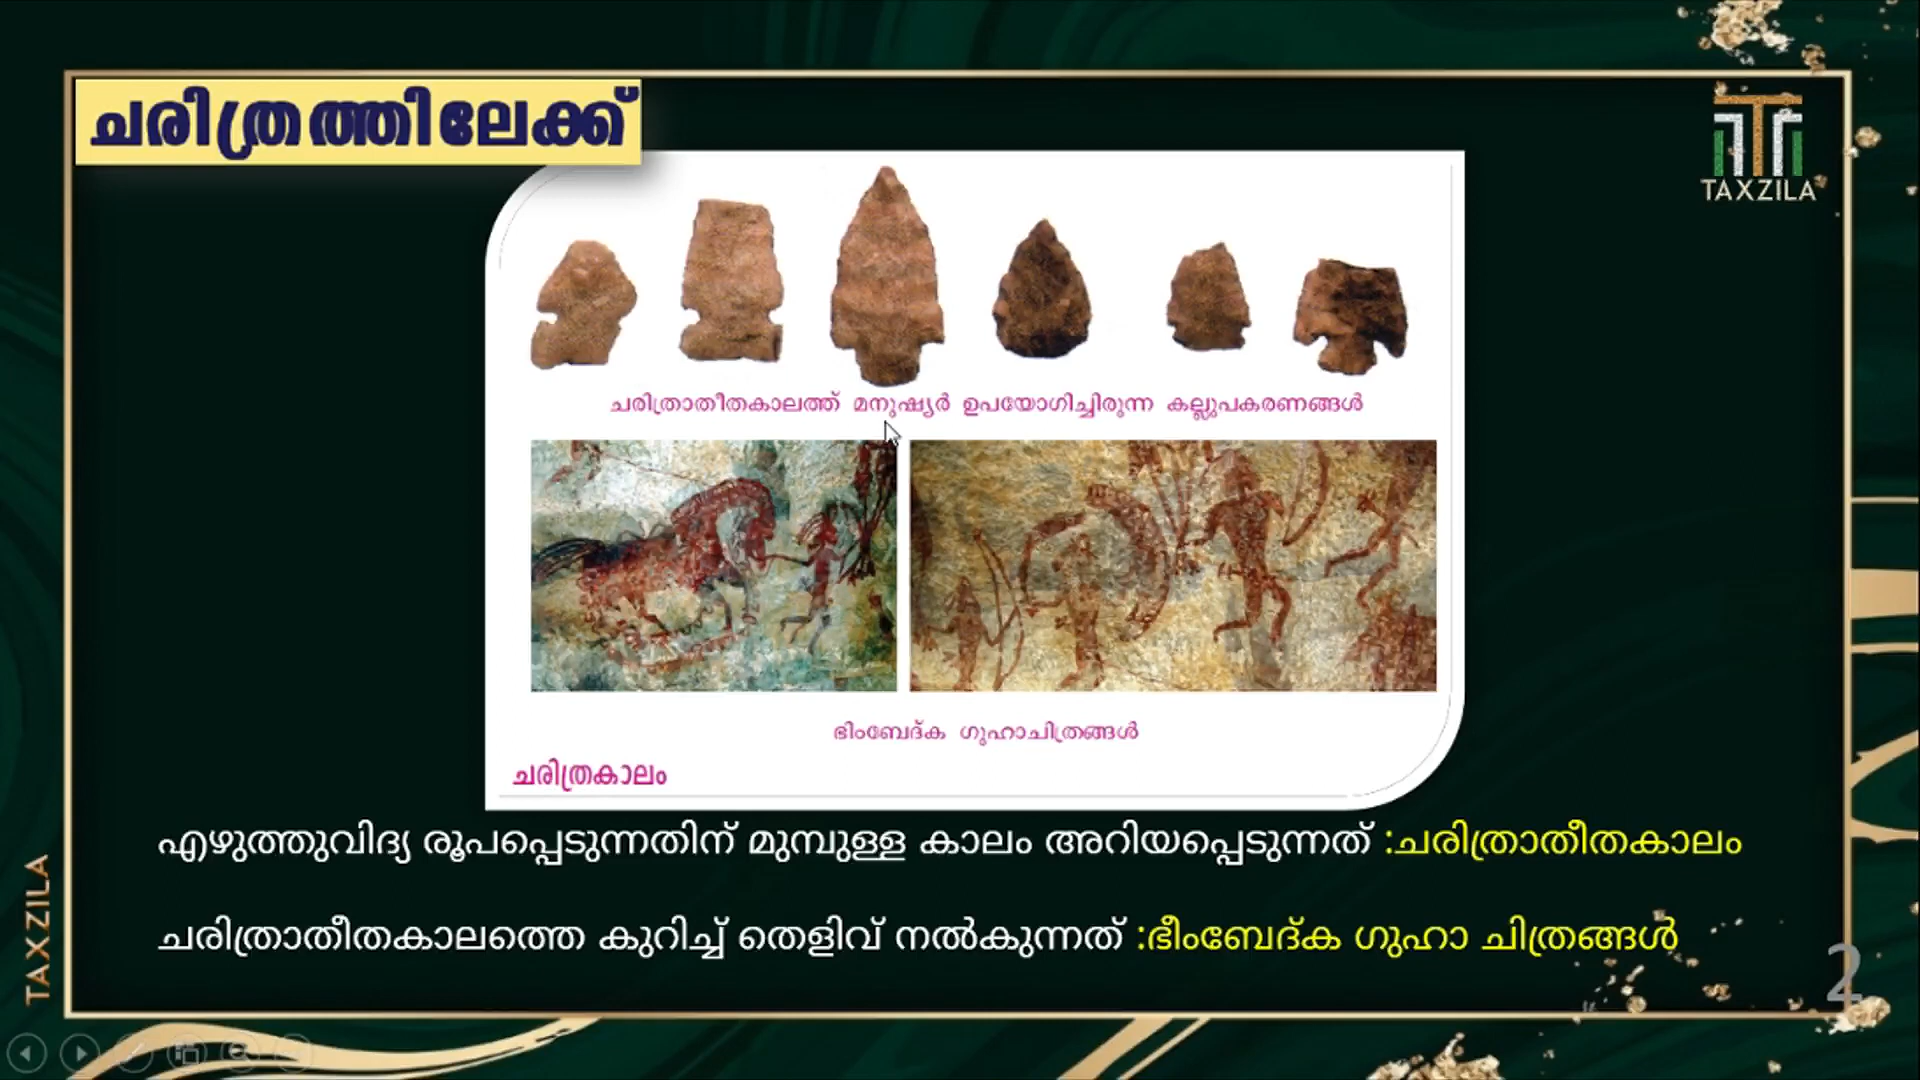 ചരിത്രത്തിലേക്ക്
TAXZILA
ചരിത്രാതീതകാലത്ത് മനുഷ്യർ ഉപയോഗിച്ചിരുന്ന കല്ലുപകരണങ്ങൾ
ഭിംബേദ്ക ഗുഹാചിത്രങ്ങൾ
ചരിത്രകാലം
എഴുത്തുവിദ്യ രൂപപ്പെടുന്നതിന് മുമ്പുള്ള കാലം അറിയപ്പെടുന്നത് :ചരിത്രാതീതകാലം
ചരിത്രാതീതകാലത്തെ കുറിച്ച് തെളിവ് നൽകുന്നത് :ഭീംബേദ്ക ഗുഹാ ചിത്രങ്ങൾ
TAXZILA
2